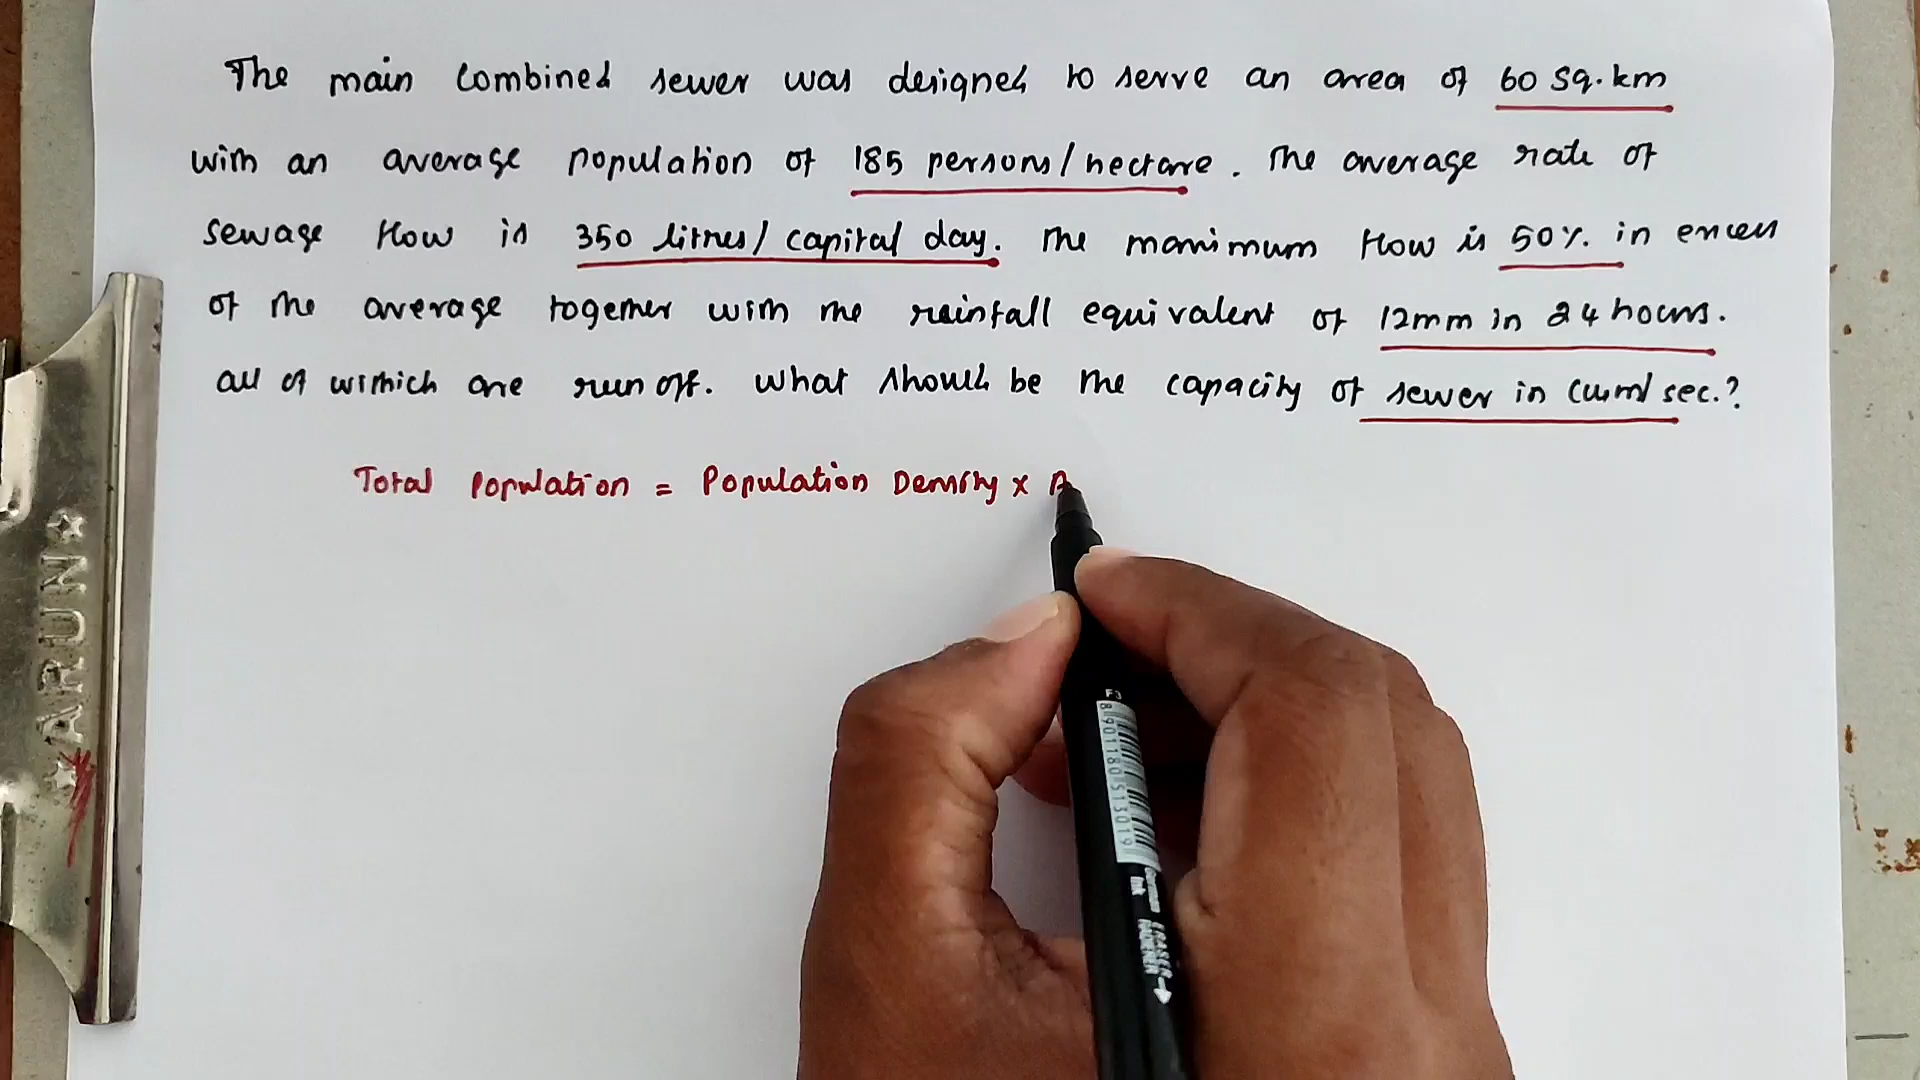 The main combined sewer was designed to serve an area of 60 sq.km
with an average population of 185 persons/hectare. The average rate of
sewage flow is 350 litres/capital day. The maximum flow is 50%. in excess
of the average together with the rainfall equivalent of 12mm in 24 hours.
all of which are run off. What should be the capacity of sewer in cum/sec.?
Total Population = Population Density x A
ARUN
F3
8901180513019